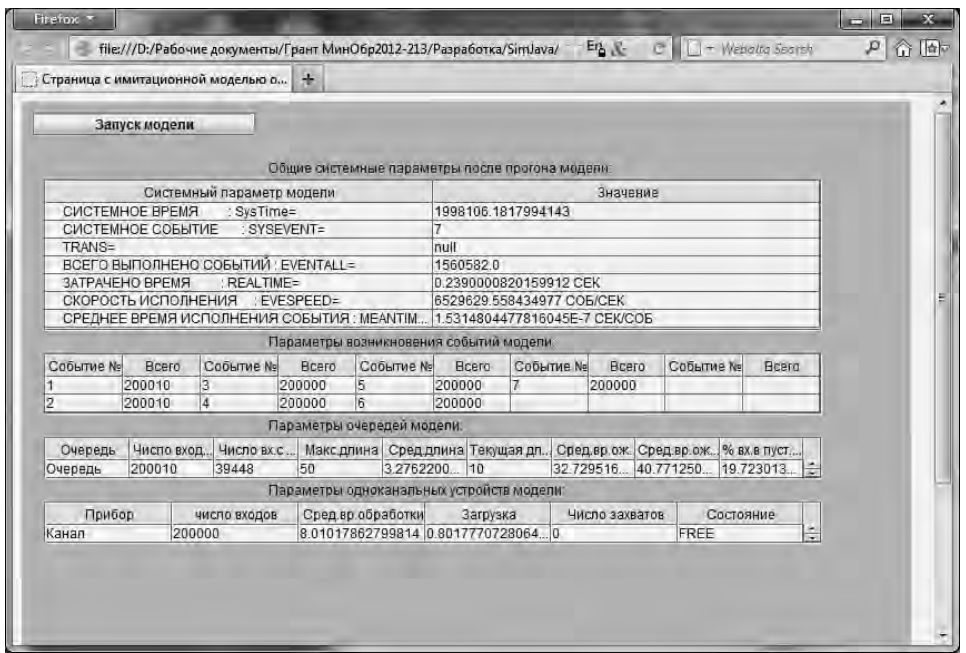 Firefox
file:///D:/Рабочие документы/Грант МинОбр2012-213/Разработка/SimJava/
Страница с имитационной моделью о... +
Запуск модели
Общие системные параметры после прогона модели:
Системный параметр модели Значение
СИСТЕМНОЕ ВРЕМЯ : SysTime= 1998106.1817994143
СИСТЕМНОЕ СОБЫТИЕ : SYSEVENT= 7
TRANS= null
ВСЕГО ВЫПОЛНЕНО СОБЫТИЙ : EVENTALL= 1560582.0
ЗАТРАЧЕНО ВРЕМЯ : REALTIME= 0.2390000820159912 СЕК
СКОРОСТЬ ИСПОЛНЕНИЯ : EVESPEED= 6529629.558434977 СОБ/СЕК
СРЕДНЕЕ ВРЕМЯ ИСПОЛНЕНИЯ СОБЫТИЯ : MEANTIM... 1.5314804477816045E-7 СЕК/СОБ
Параметры возникновения событий модели
Событие № Всего Событие № Всего Событие № Всего Событие № Всего Событие № Всего
1 200010 3 200000 5 200000 7 200000
2 200010 4 200000 6 200000
Параметры очередей модели:
Очередь Число вход... Число вх.с ... Макс.длина Сред.длина Текущая дл... Сред.вр.ож... Сред.вр.ож... % вх.в пуст....
Очередь 200010 39448 50 3.2762200... 10 32.729516... 40.771250... 19.723013...
Параметры одноканальных устройств модели:
Прибор число входов Сред.вр.обработки Загрузка Число захватов Состояние
Канал 200000 8.01017862799814 0.8017770728064... 0 FREE